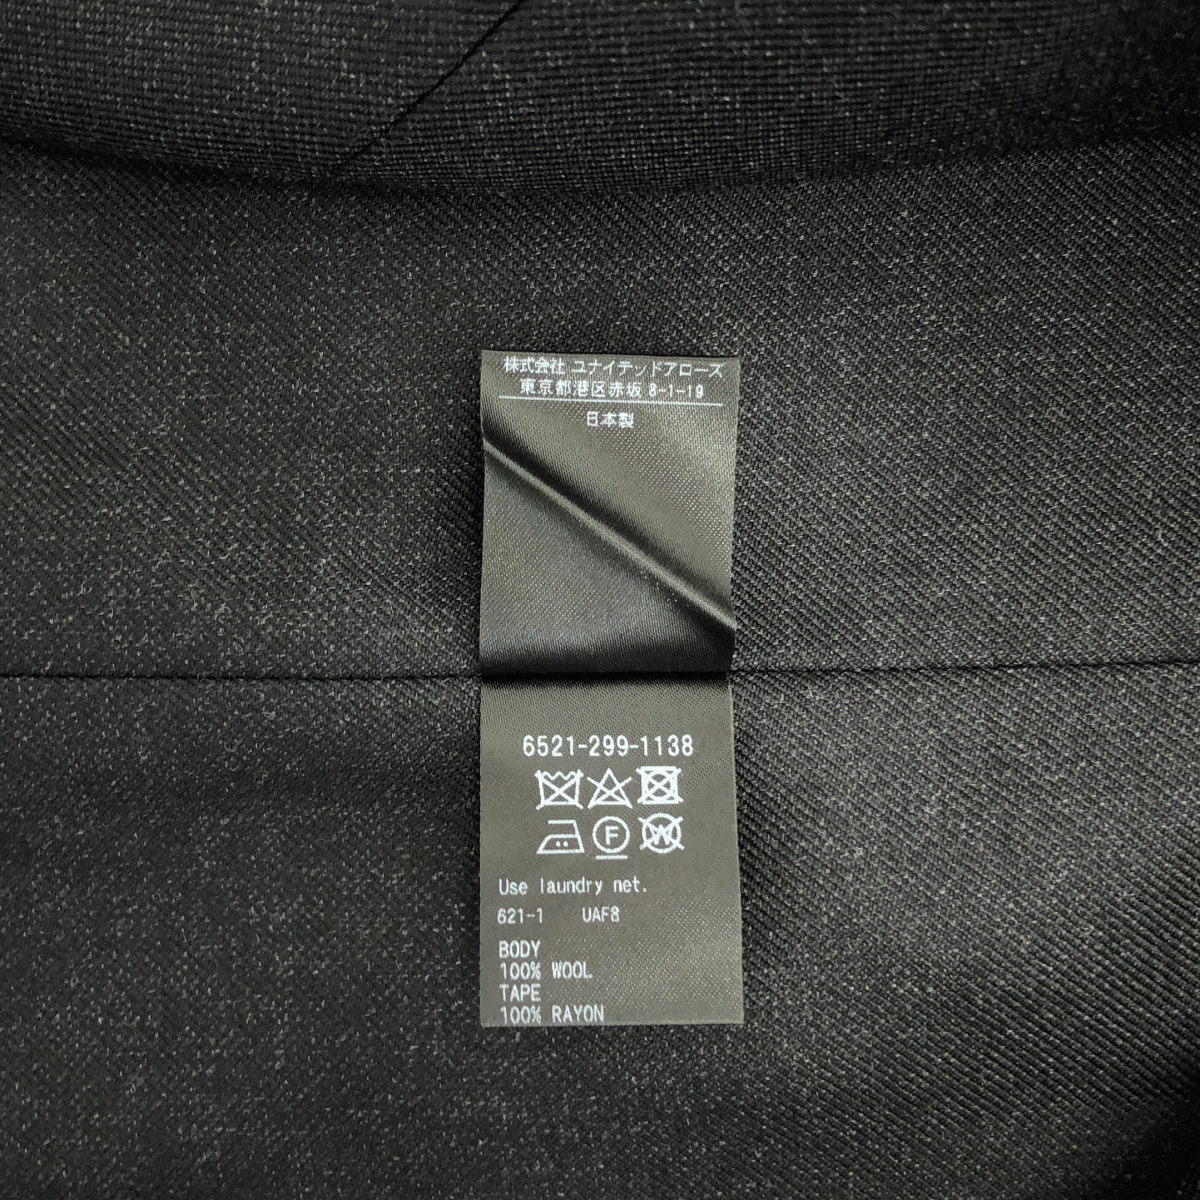 株式会社 ユナイテッドアローズ
東京都港区赤坂 8-1-19
日本製
6521-299-1138
F
W
Use laundry net.
621-1 UAF8
BODY
100% WOOL
TAPE
100% RAYON